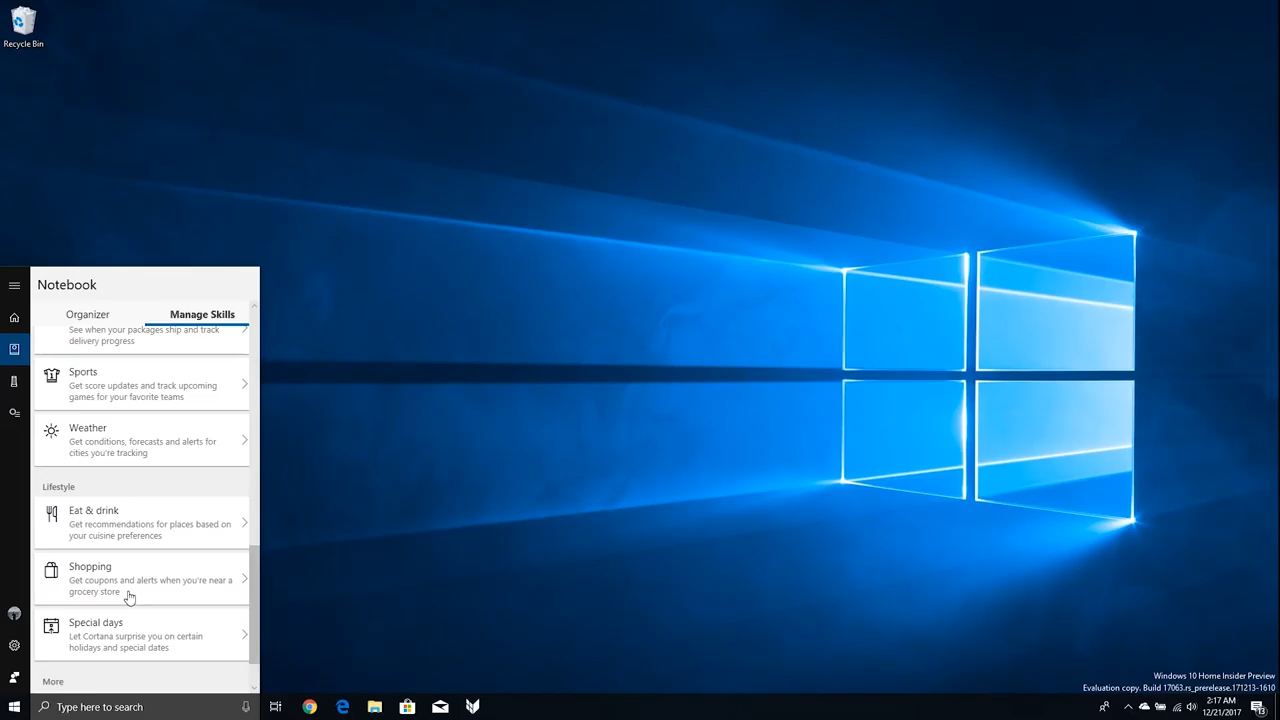 Recycle Bin
Notebook
Organizer
Manage Skills
See when your packages ship and track
delivery progress
Sports
Get score updates and track upcoming
games for your favorite teams
Weather
Get conditions, forecasts and alerts for
cities you're tracking
Lifestyle
Eat & drink
Get recommendations for places based on
your cuisine preferences
Shopping
Get coupons and alerts when you're near a
grocery store
Special days
Let Cortana surprise you on certain
holidays and special dates
More
Windows 10 Home Insider Preview
Evaluation copy. Build 17063.rs_prerelease.171213-1610
Type here to search
2:17 AM
12/21/2017
13